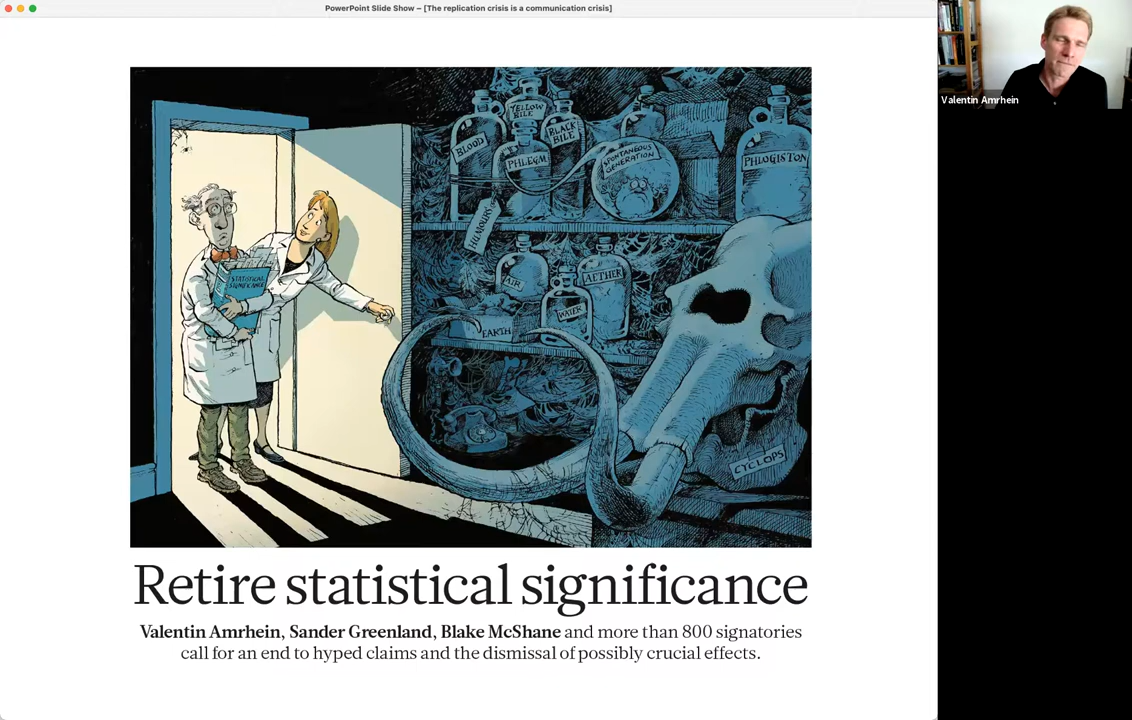 PowerPoint Slide Show – [The replication crisis is a communication crisis]
Valentin Amrhein
YELLOW
BILE
BLOOD
BLACK
BILE
PHLEGM
SPONTANEOUS
GENERATION
PHLOGISTON
HUMOURS
STATISTICAL
SIGNIFICANCE
AIR
AETHER
WATER
EARTH
CYCLOPS
Retire statistical significance
Valentin Amrhein, Sander Greenland, Blake McShane and more than 800 signatories
call for an end to hyped claims and the dismissal of possibly crucial effects.